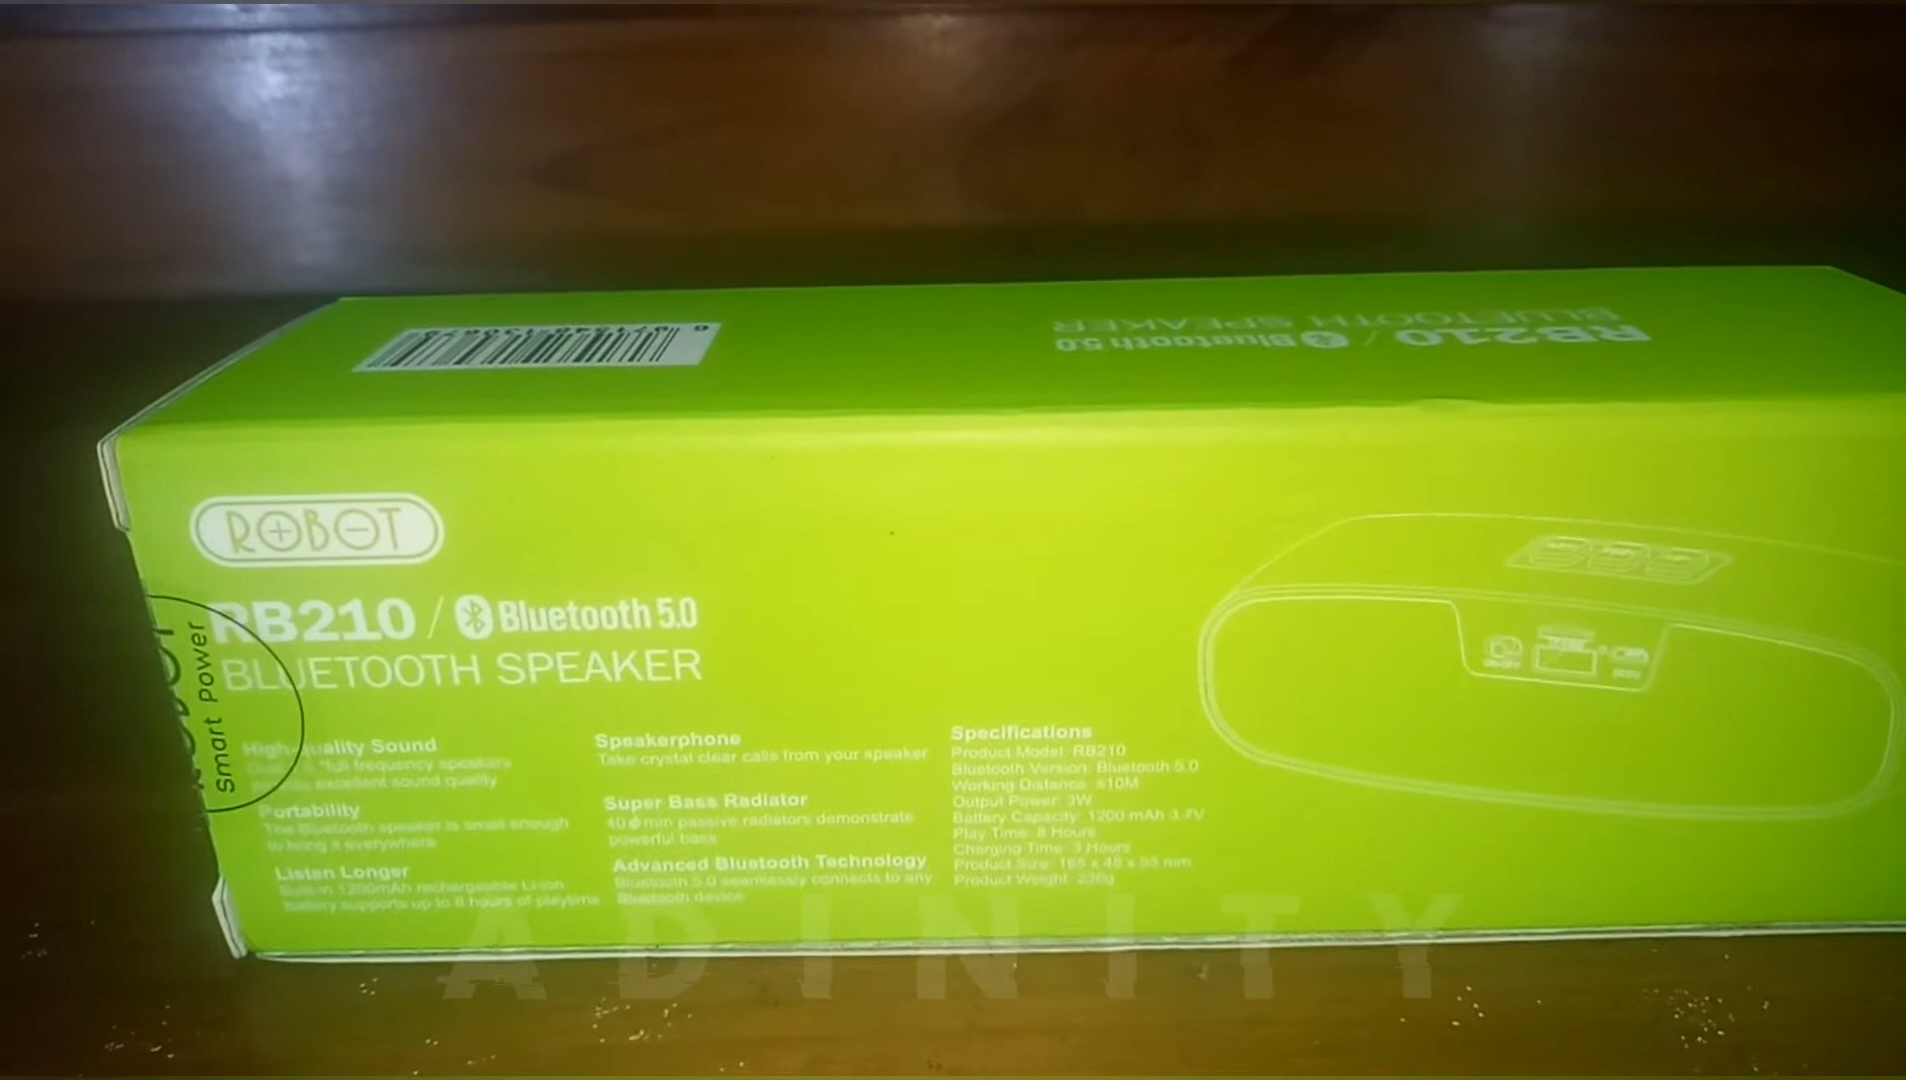 RB210 / Bluetooth 5.0
BLUETOOTH SPEAKER
ROBOT
RB210 / Bluetooth 5.0
BLUETOOTH SPEAKER
Smart Power
High-quality Sound
"full frequency speakers
excellent sound quality
Portability
The Bluetooth speaker is small enough
to bring it everywhere
Listen Longer
Built-in 1200mAh rechargeable Li-ion
battery supports up to 8 hours of playtime
Speakerphone
Take crystal clear calls from your speaker
Super Bass Radiator
40ϕmm passive radiators demonstrate
powerful bass
Advanced Bluetooth Technology
Bluetooth 5.0 seamlessly connects to any
Bluetooth device
Specifications
Product Model: RB210
Bluetooth Version: Bluetooth 5.0
Working Distance: ≤10M
Output Power: 3W
Battery Capacity: 1200 mAh 3.7V
Play Time: 8 Hours
Charging Time: 3 Hours
Product Size: 165 x 48 x 58 mm
Product Weight: 236g
ADINITY